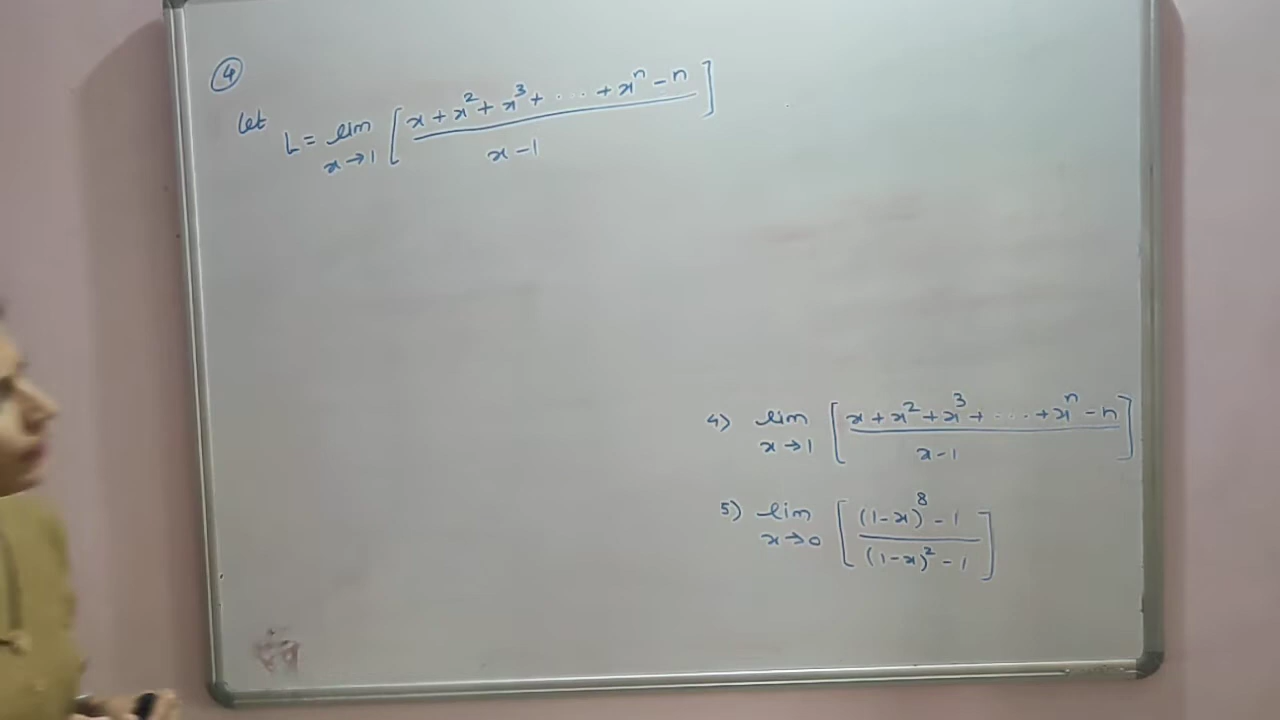 ④
Let L = lim x→1 [ (x + x² + x³ + ... + xⁿ - n) / (x - 1) ]
4) lim x→1 [ (x + x² + x³ + ... + xⁿ - n) / (x - 1) ]
5) lim x→0 [ ((1-x)⁸ - 1) / ((1-x)² - 1) ]